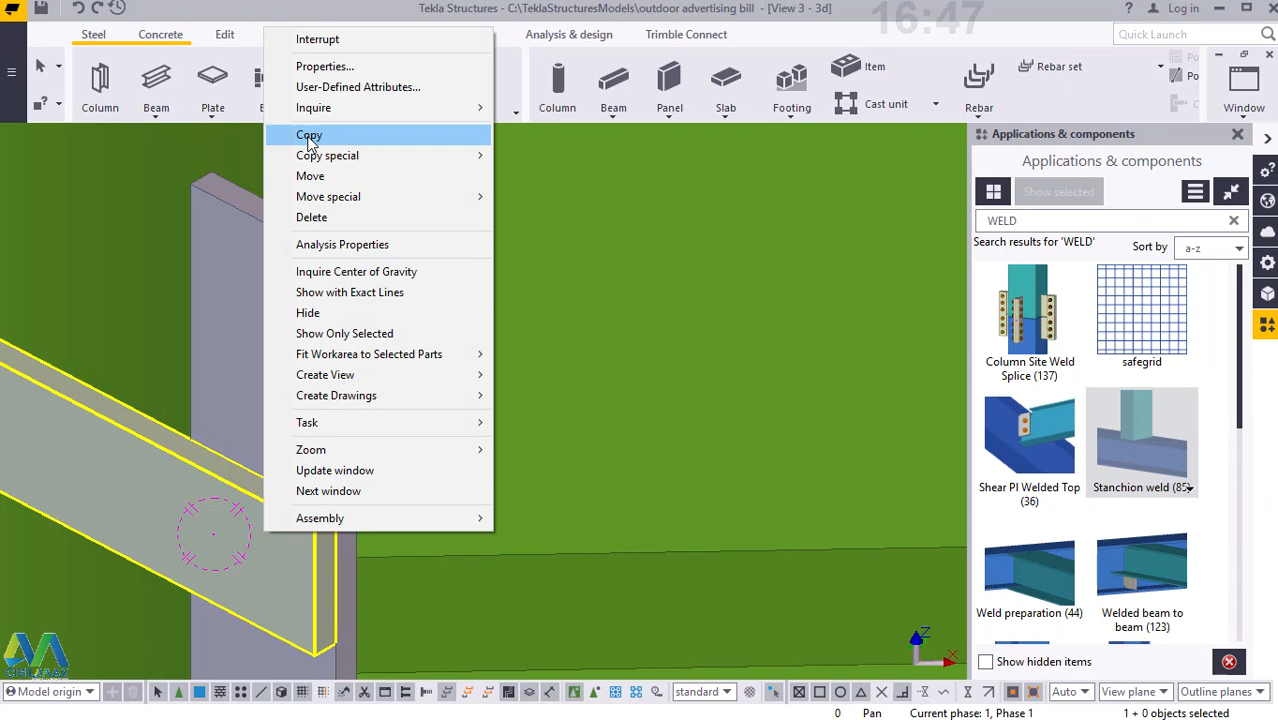 Tekla Structures - C:\TeklaStructuresModels\outdoor advertising bill - [View 3 - 3d]
16:47
Log in
Steel
Concrete
Edit
Analysis & design
Trimble Connect
Quick Launch
Column
Beam
Plate
Column
Beam
Panel
Slab
Footing
Item
Cast unit
Rebar
Rebar set
Window
Interrupt
Properties...
User-Defined Attributes...
Inquire
Copy
Copy special
Move
Move special
Delete
Analysis Properties
Inquire Center of Gravity
Show with Exact Lines
Hide
Show Only Selected
Fit Workarea to Selected Parts
Create View
Create Drawings
Task
Zoom
Update window
Next window
Assembly
Applications & components
Applications & components
Show selected
WELD
Search results for 'WELD'
Sort by
a-z
Column Site Weld
Splice (137)
safegrid
Shear Pl Welded Top
(36)
Stanchion weld (85)
Weld preparation (44)
Welded beam to
beam (123)
Show hidden items
Z
X
CIVILMAX
Model origin
standard
Auto
View plane
Outline planes
0
Pan
Current phase: 1, Phase 1
1 + 0 objects selected